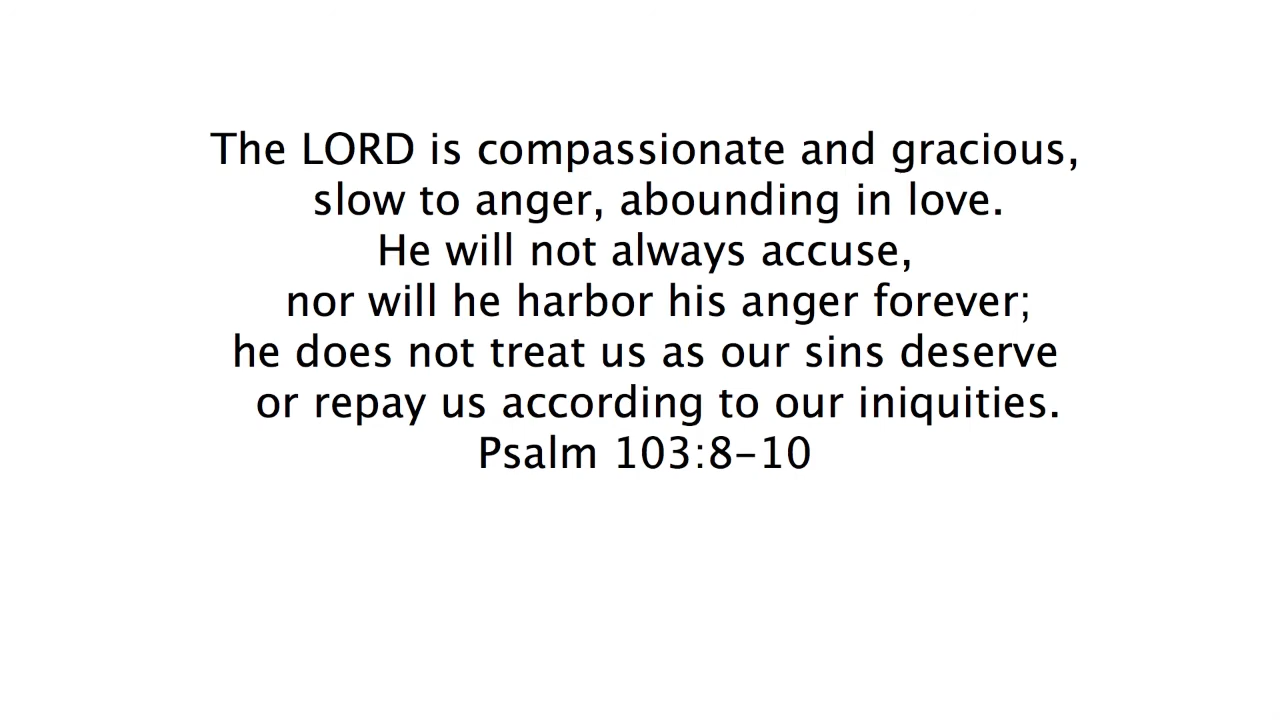 The LORD is compassionate and gracious,
slow to anger, abounding in love.
He will not always accuse,
nor will he harbor his anger forever;
he does not treat us as our sins deserve
or repay us according to our iniquities.
Psalm 103:8–10